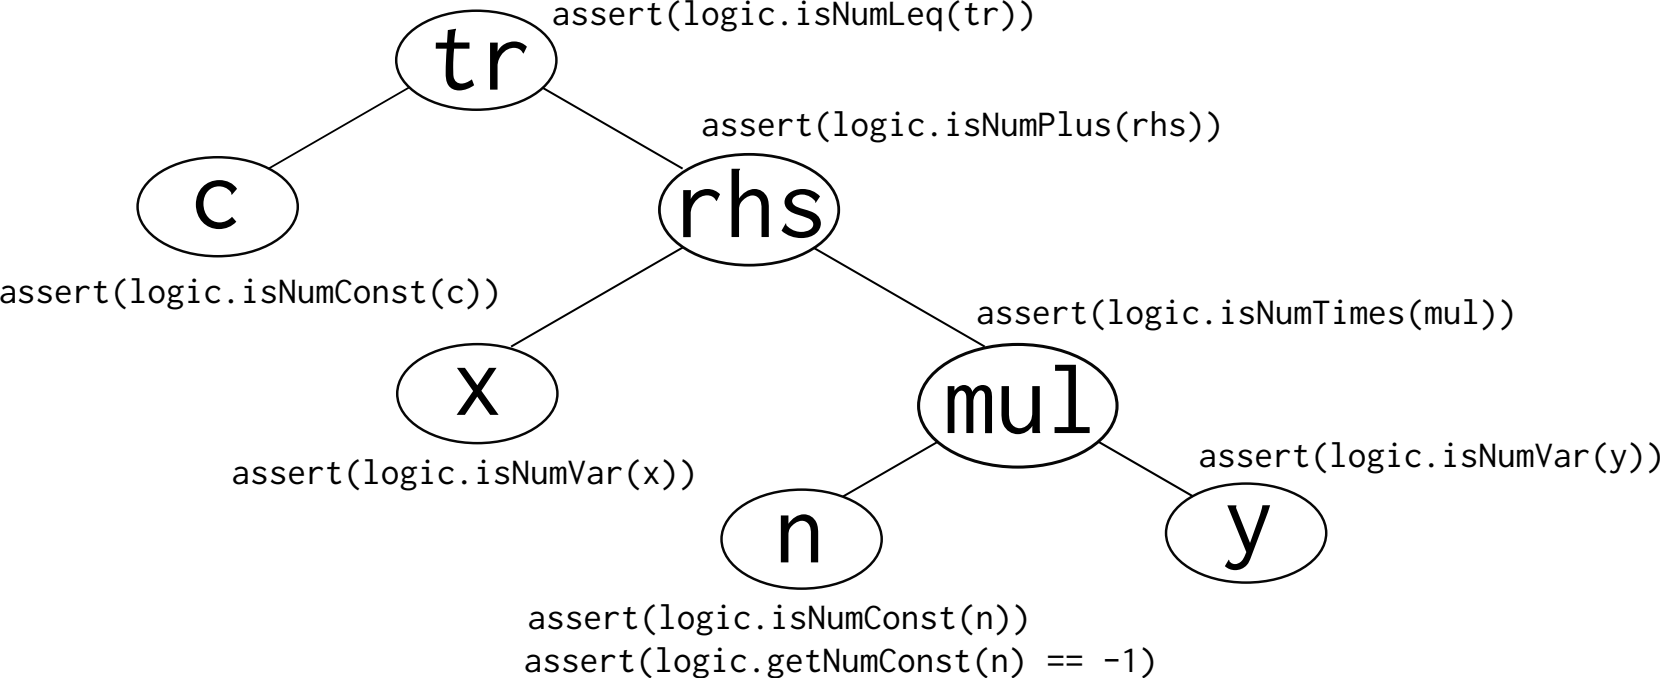 assert(logic.isNumLeq(tr))
tr
assert(logic.isNumPlus(rhs))
c
rhs
assert(logic.isNumConst(c))
assert(logic.isNumTimes(mul))
x
mul
assert(logic.isNumVar(x))
assert(logic.isNumVar(y))
n
y
assert(logic.isNumConst(n))
assert(logic.getNumConst(n) == -1)